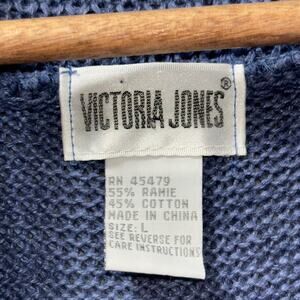 VICTORIA JONES®
RN 45479
55% RAMIE
45% COTTON
MADE IN CHINA
SIZE: L
SEE REVERSE FOR
CARE INSTRUCTIONS